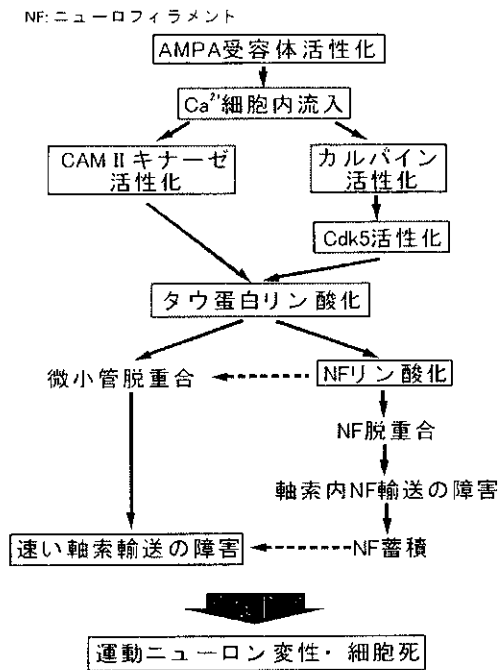 NF: ニューロフィラメント
AMPA受容体活性化
Ca²⁺細胞内流入
CAMⅡキナーゼ
活性化
カルパイン
活性化
Cdk5活性化
タウ蛋白リン酸化
微小管脱重合
NFリン酸化
NF脱重合
軸索内NF輸送の障害
速い軸索輸送の障害
NF蓄積
運動ニューロン変性・細胞死